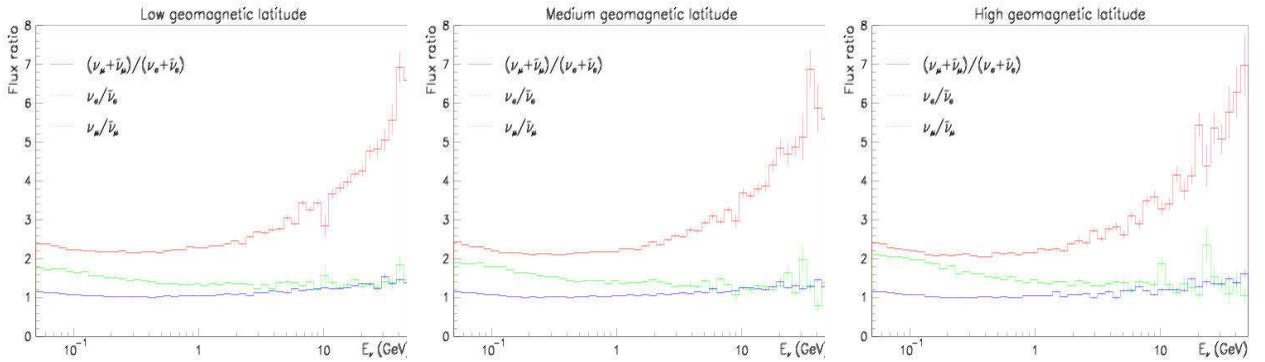 Low geomagnetic latitude
Flux ratio
8
7
6
5
4
3
2
1
0
(ν_μ+ν̄_μ)/(ν_e+ν̄_e)
ν_e/ν̄_e
ν_μ/ν̄_μ
10⁻¹ 1 10 E_ν (GeV)
Medium geomagnetic latitude
Flux ratio
8
7
6
5
4
3
2
1
0
(ν_μ+ν̄_μ)/(ν_e+ν̄_e)
ν_e/ν̄_e
ν_μ/ν̄_μ
10⁻¹ 1 10 E_ν (GeV)
High geomagnetic latitude
Flux ratio
8
7
6
5
4
3
2
1
0
(ν_μ+ν̄_μ)/(ν_e+ν̄_e)
ν_e/ν̄_e
ν_μ/ν̄_μ
10⁻¹ 1 10 E_ν (GeV)